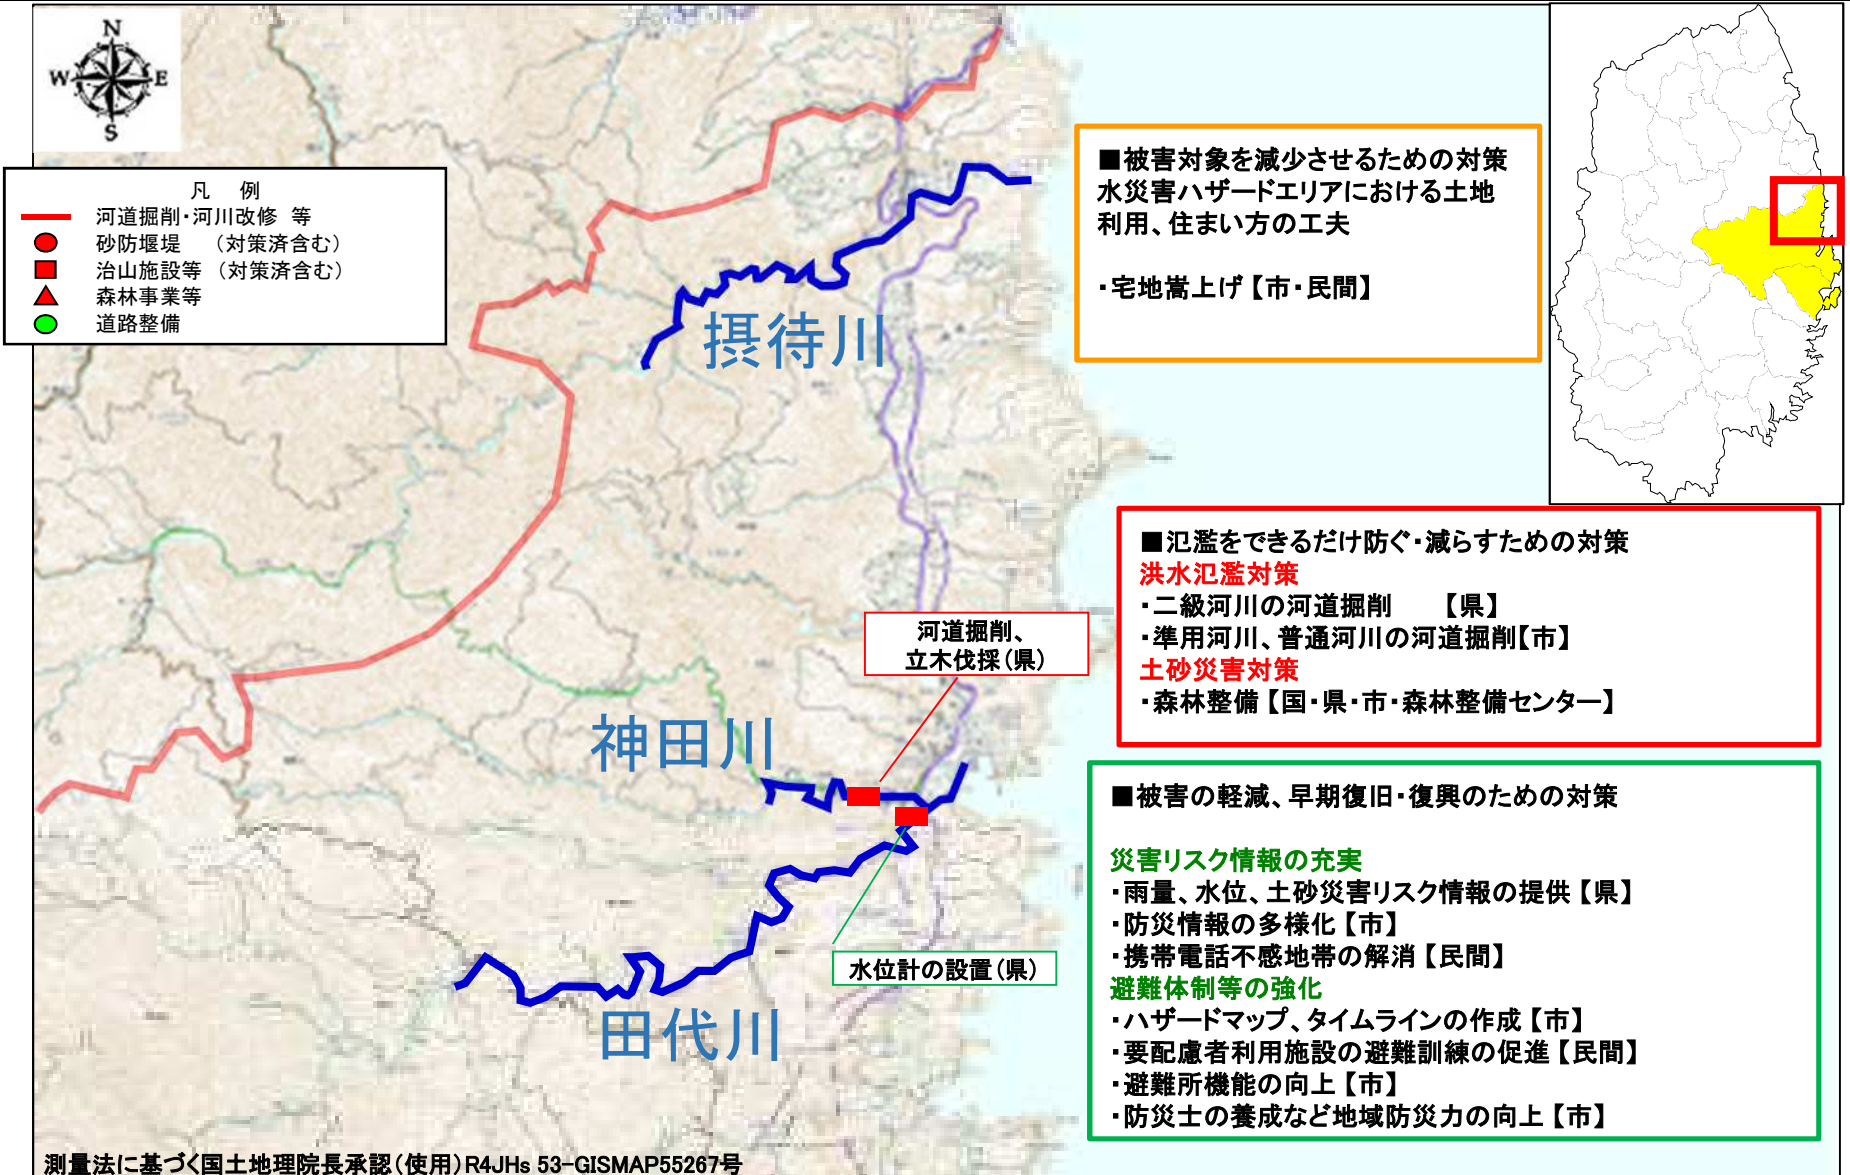 N
W E
S
凡 例
河道掘削・河川改修 等
砂防堰堤 (対策済含む)
治山施設等 (対策済含む)
森林事業等
道路整備
■被害対象を減少させるための対策
水災害ハザードエリアにおける土地
利用、住まい方の工夫
・宅地嵩上げ【市・民間】
摂待川
■氾濫をできるだけ防ぐ・減らすための対策
洪水氾濫対策
・二級河川の河道掘削 【県】
・準用河川、普通河川の河道掘削【市】
土砂災害対策
・森林整備【国・県・市・森林整備センター】
河道掘削、
立木伐採(県)
神田川
■被害の軽減、早期復旧・復興のための対策
災害リスク情報の充実
・雨量、水位、土砂災害リスク情報の提供【県】
・防災情報の多様化【市】
・携帯電話不感地帯の解消【民間】
避難体制等の強化
・ハザードマップ、タイムラインの作成【市】
・要配慮者利用施設の避難訓練の促進【民間】
・避難所機能の向上【市】
・防災士の養成など地域防災力の向上【市】
水位計の設置(県)
田代川
測量法に基づく国土地理院長承認(使用)R4JHs 53-GISMAP55267号